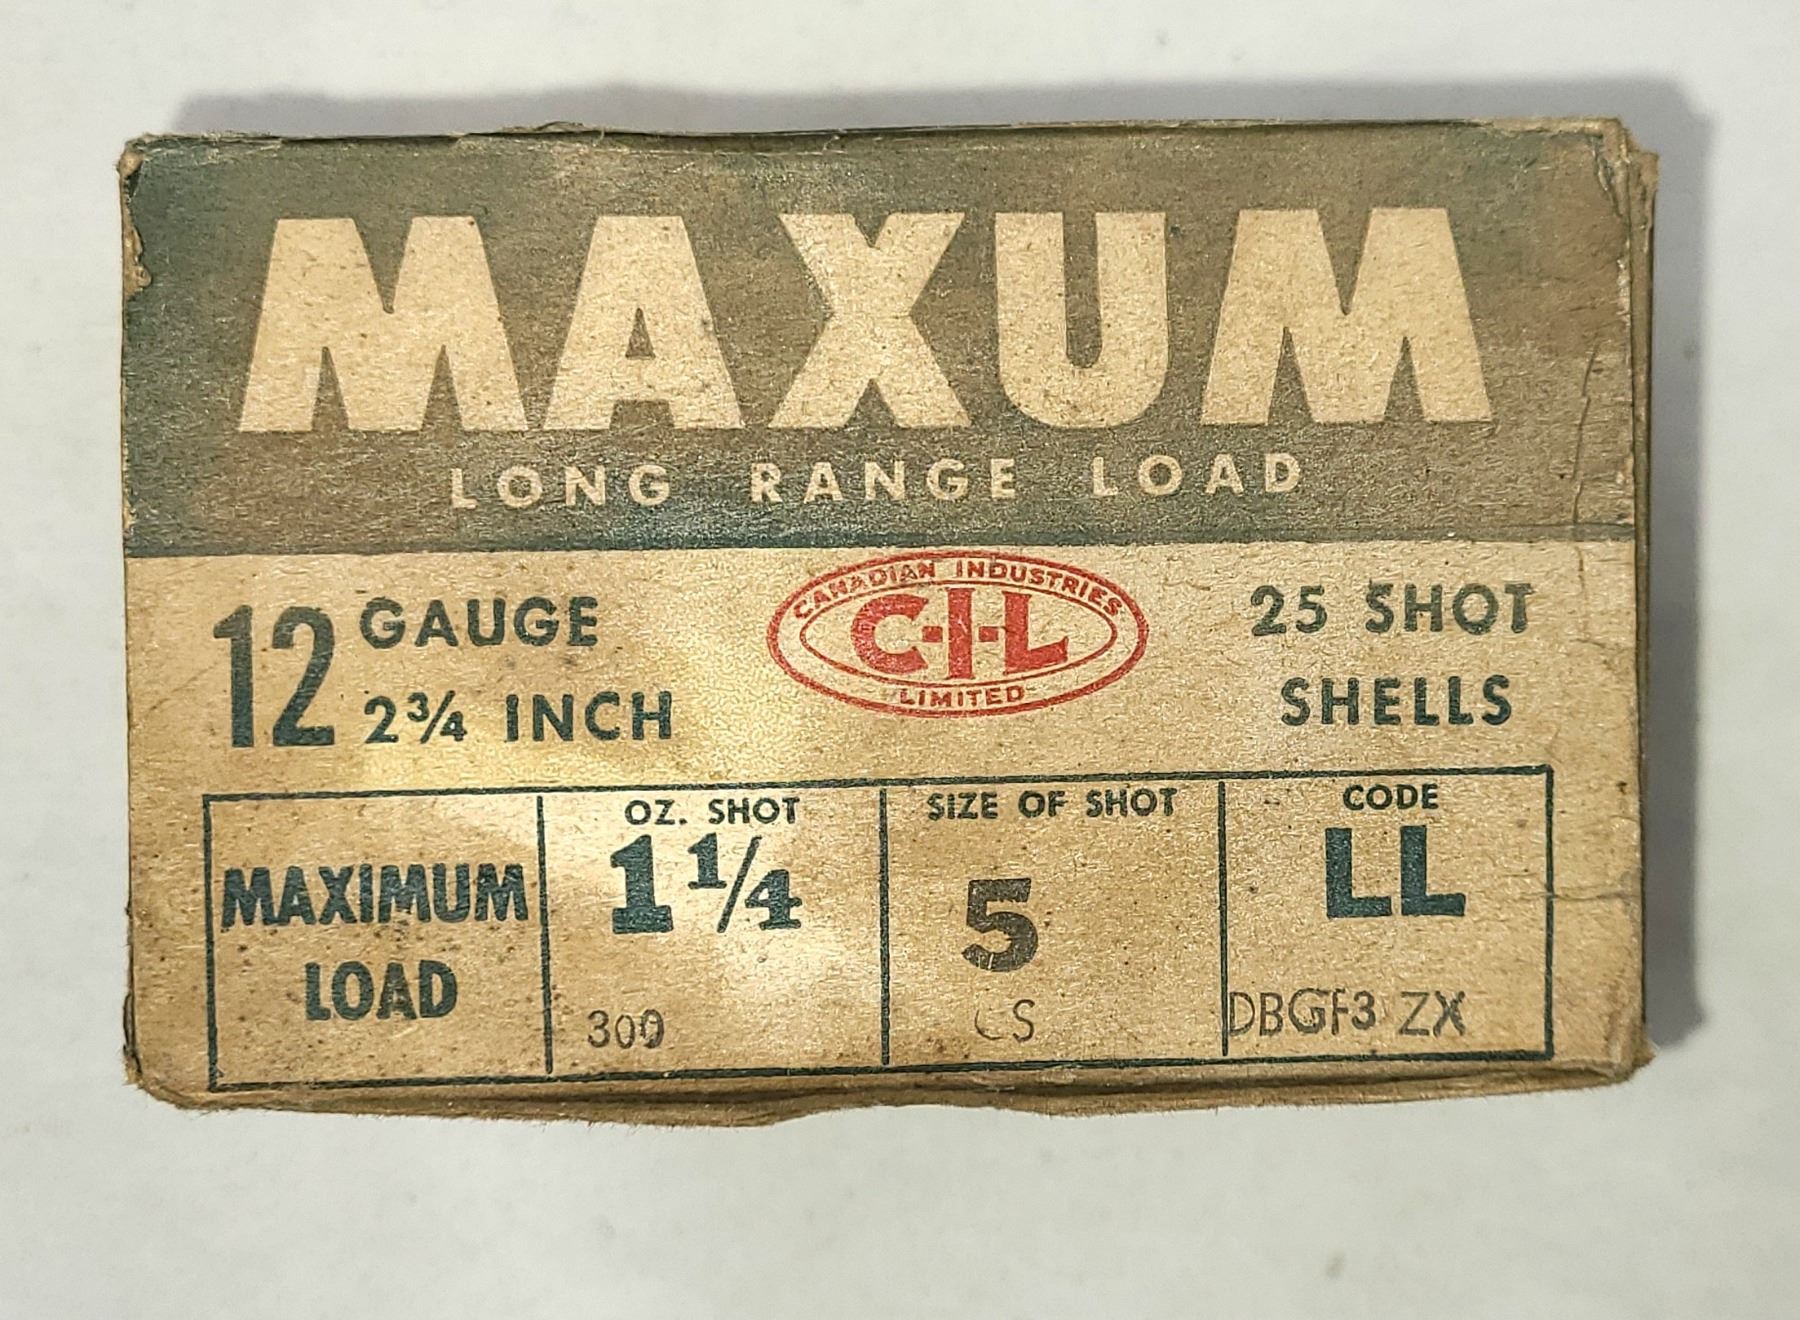 MAXUM
LONG RANGE LOAD
12 GAUGE
2¾ INCH
CANADIAN INDUSTRIES
C-I-L
LIMITED
25 SHOT
SHELLS
MAXIMUM
LOAD
OZ. SHOT
1¼
300
SIZE OF SHOT
5
CODE
LL
DBGF3 ZX